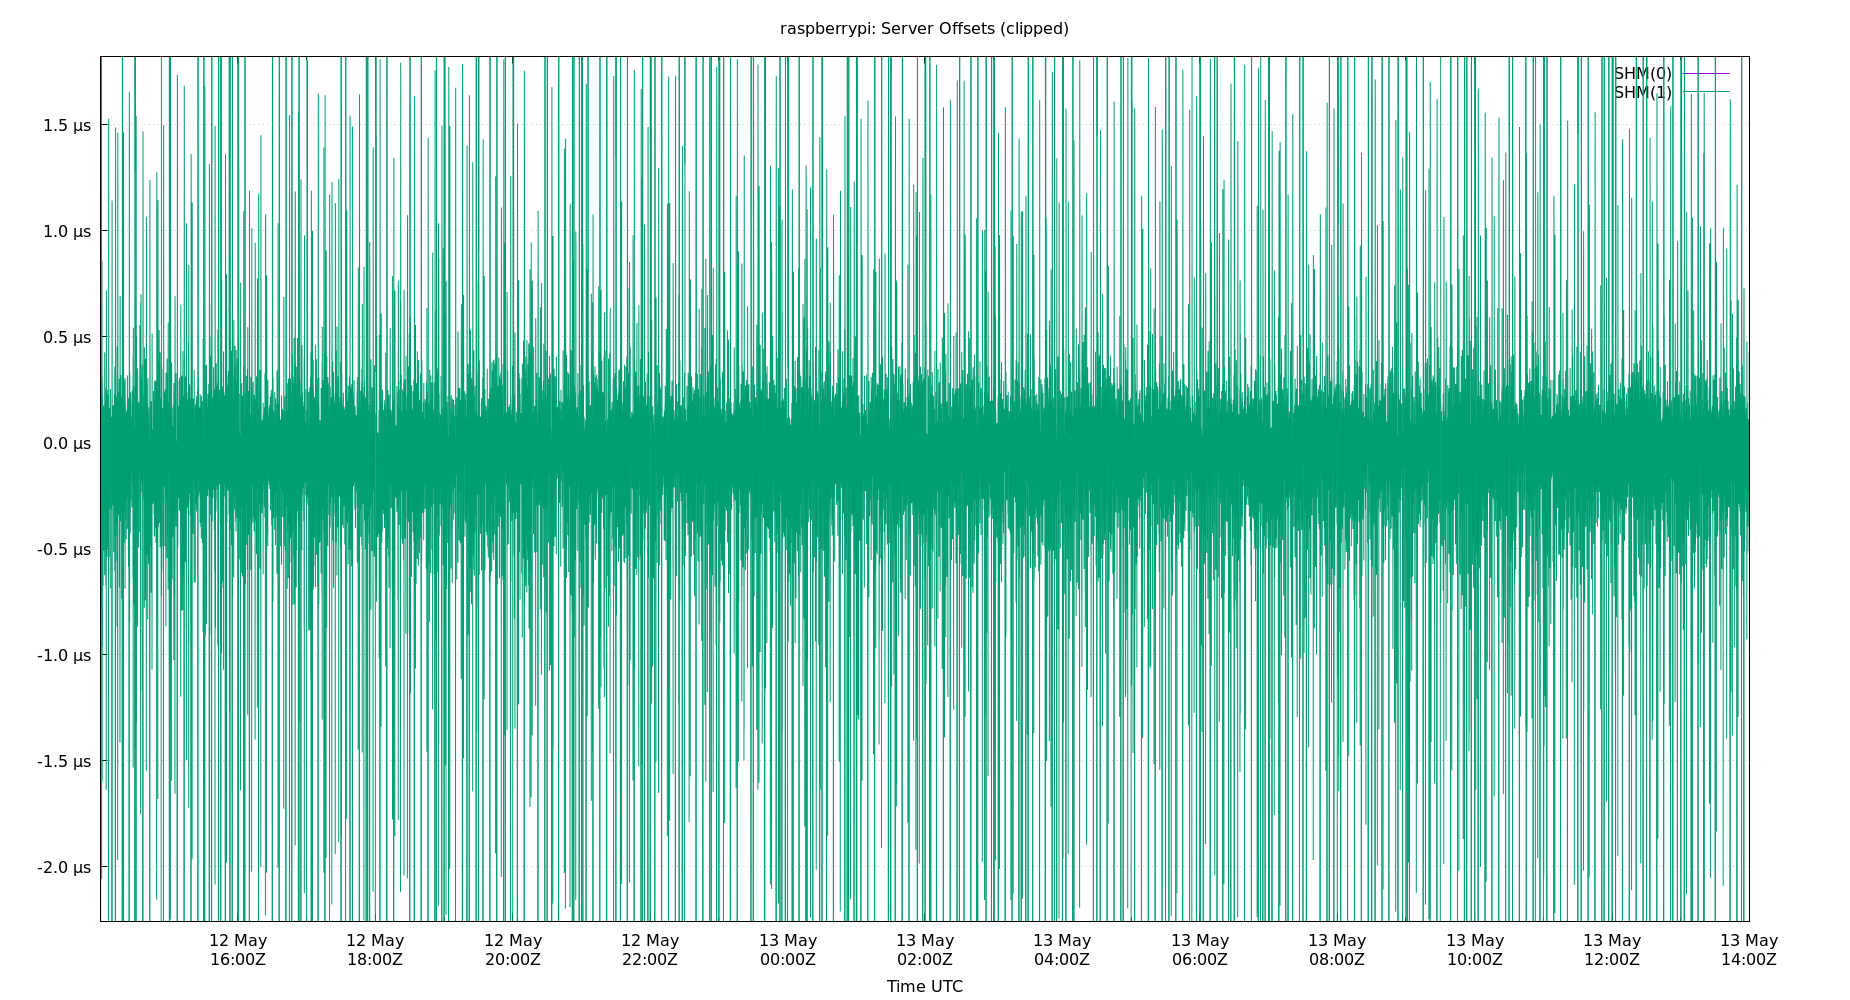 raspberrypi: Server Offsets (clipped)
SHM(0)
SHM(1)
1.5 µs
1.0 µs
0.5 µs
0.0 µs
-0.5 µs
-1.0 µs
-1.5 µs
-2.0 µs
12 May 12 May 12 May 12 May 13 May 13 May 13 May 13 May 13 May 13 May 13 May 13 May
16:00Z 18:00Z 20:00Z 22:00Z 00:00Z 02:00Z 04:00Z 06:00Z 08:00Z 10:00Z 12:00Z 14:00Z
Time UTC